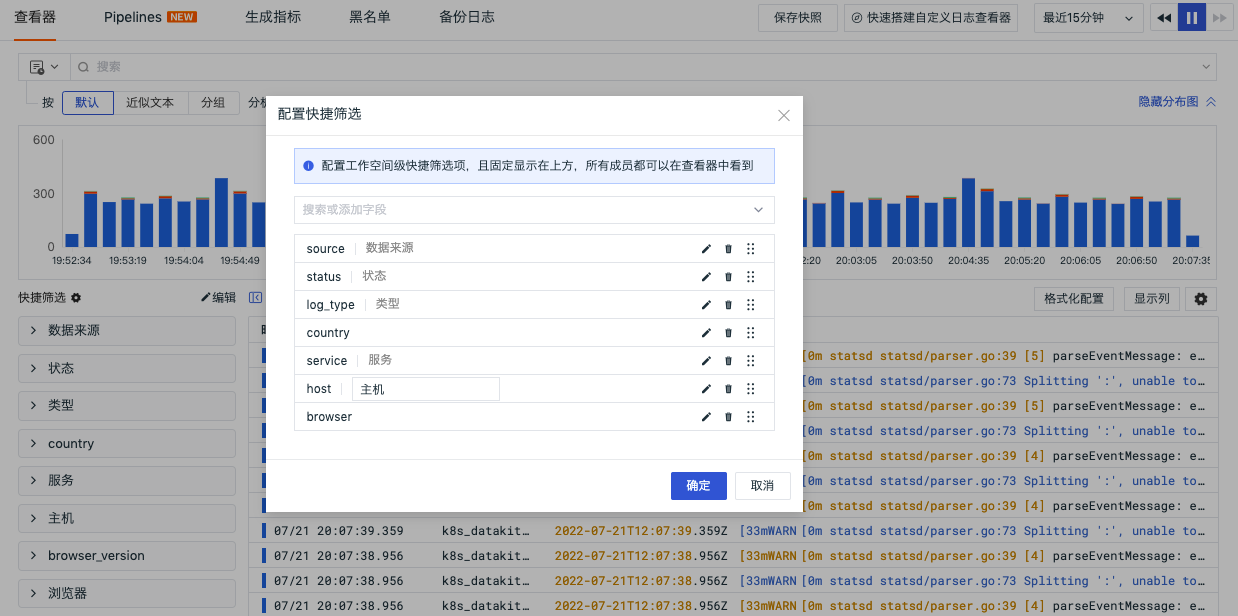 查看器 Pipelines NEW 生成指标 黑名单 备份日志 保存快照 快速搭建自定义日志查看器 最近15分钟
搜索
按 默认 近似文本 分组 隐藏分布图
配置快捷筛选
配置工作空间级快捷筛选项，且固定显示在上方，所有成员都可以在查看器中看到
搜索或添加字段
source 数据来源
status 状态
log_type 类型
country
service 服务
host 主机
browser
确定 取消
600
300
0
19:52:34 19:53:19 19:54:04 19:54:49 20:03:05 20:03:50 20:04:35 20:05:20 20:06:05 20:06:50
快捷筛选 编辑 格式化配置 显示列
数据来源
状态
类型
country
服务
主机
browser_version
浏览器
[0m statsd statsd/parser.go:39 [5] parseEventMessage: e…
[0m statsd statsd/parser.go:73 Splitting ':', unable to…
[0m statsd statsd/parser.go:39 [5] parseEventMessage: e…
[0m statsd statsd/parser.go:73 Splitting ':', unable to…
[0m statsd statsd/parser.go:39 [4] parseEventMessage: e…
[0m statsd statsd/parser.go:73 Splitting ':', unable to…
[0m statsd statsd/parser.go:39 [4] parseEventMessage: e…
07/21 20:07:39.359 k8s_datakit… 2022-07-21T12:07:39.359Z [33mWARN [0m statsd statsd/parser.go:73 Splitting ':', unable to…
07/21 20:07:38.956 k8s_datakit… 2022-07-21T12:07:38.956Z [33mWARN [0m statsd statsd/parser.go:39 [4] parseEventMessage: e…
07/21 20:07:38.956 k8s_datakit… 2022-07-21T12:07:38.956Z [33mWARN [0m statsd statsd/parser.go:73 Splitting ':', unable to…
07/21 20:07:38.956 k8s_datakit… 2022-07-21T12:07:38.956Z [33mWARN [0m statsd statsd/parser.go:39 [4] parseEventMessage: e…